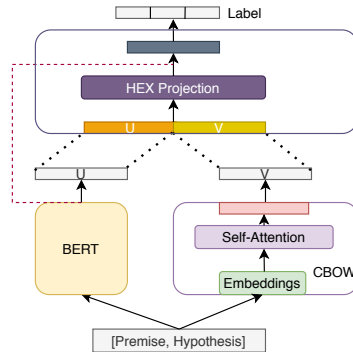 Label
HEX Projection
U V
U V
BERT
Self-Attention
Embeddings
CBOW
[Premise, Hypothesis]